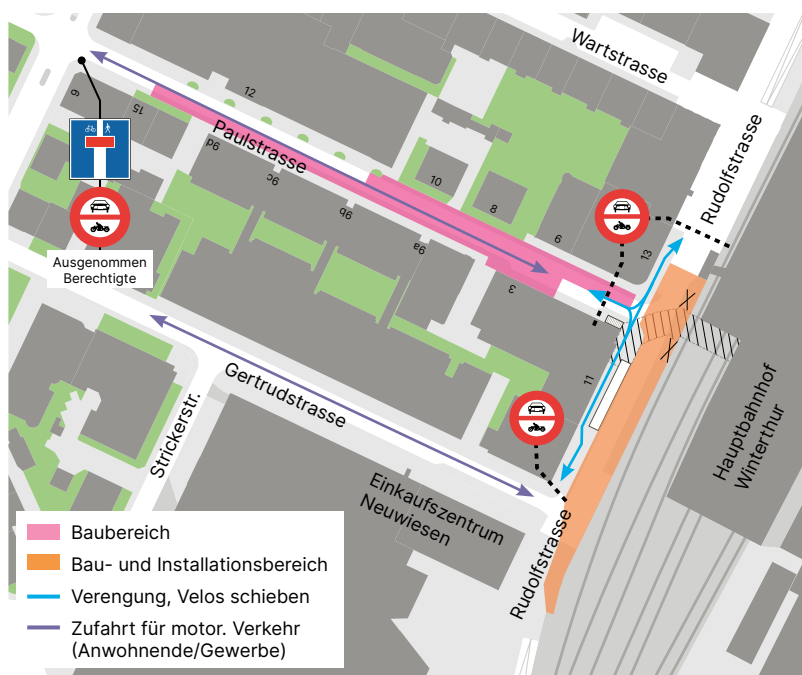 Wartstrasse
Rudolfstrasse
12
6
15
Paulstrasse
9d
9c
9b
9a
10
8
6
13
3
11
Ausgenommen
Berechtigte
Gertrudstrasse
Strickerstr.
Einkaufszentrum
Neuwiesen
Rudolfstrasse
Hauptbahnhof
Winterthur
Baubereich
Bau- und Installationsbereich
Verengung, Velos schieben
Zufahrt für motor. Verkehr
(Anwohnende/Gewerbe)